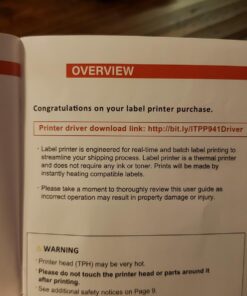 OVERVIEW
Congratulations on your label printer purchase.
Printer driver download link: http://bit.ly/ITPP941Driver
· Label printer is engineered for real-time and batch label printing to
streamline your shipping process. Label printer is a thermal printer
and does not require any ink or toner. Prints will be made by
instantly heating compatible labels.
· Please take a moment to thoroughly review this user guide as
incorrect operation may result in property damage or injury.
⚠WARNING
· Printer head (TPH) may be very hot.
· Please do not touch the printer head or parts around it
after printing.
· See additional safety notices on Page 9.